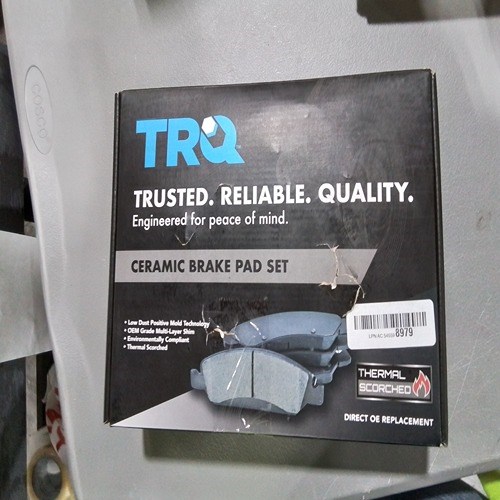 TRQ
TRUSTED. RELIABLE. QUALITY.
Engineered for peace of mind.
CERAMIC BRAKE PAD SET
• Low Dust Positive Mold Technology
• OEM Grade Multi-Layer Shim
• Environmentally Compliant
• Thermal Scorched
8979
THERMAL
SCORCHED
DIRECT OE REPLACEMENT